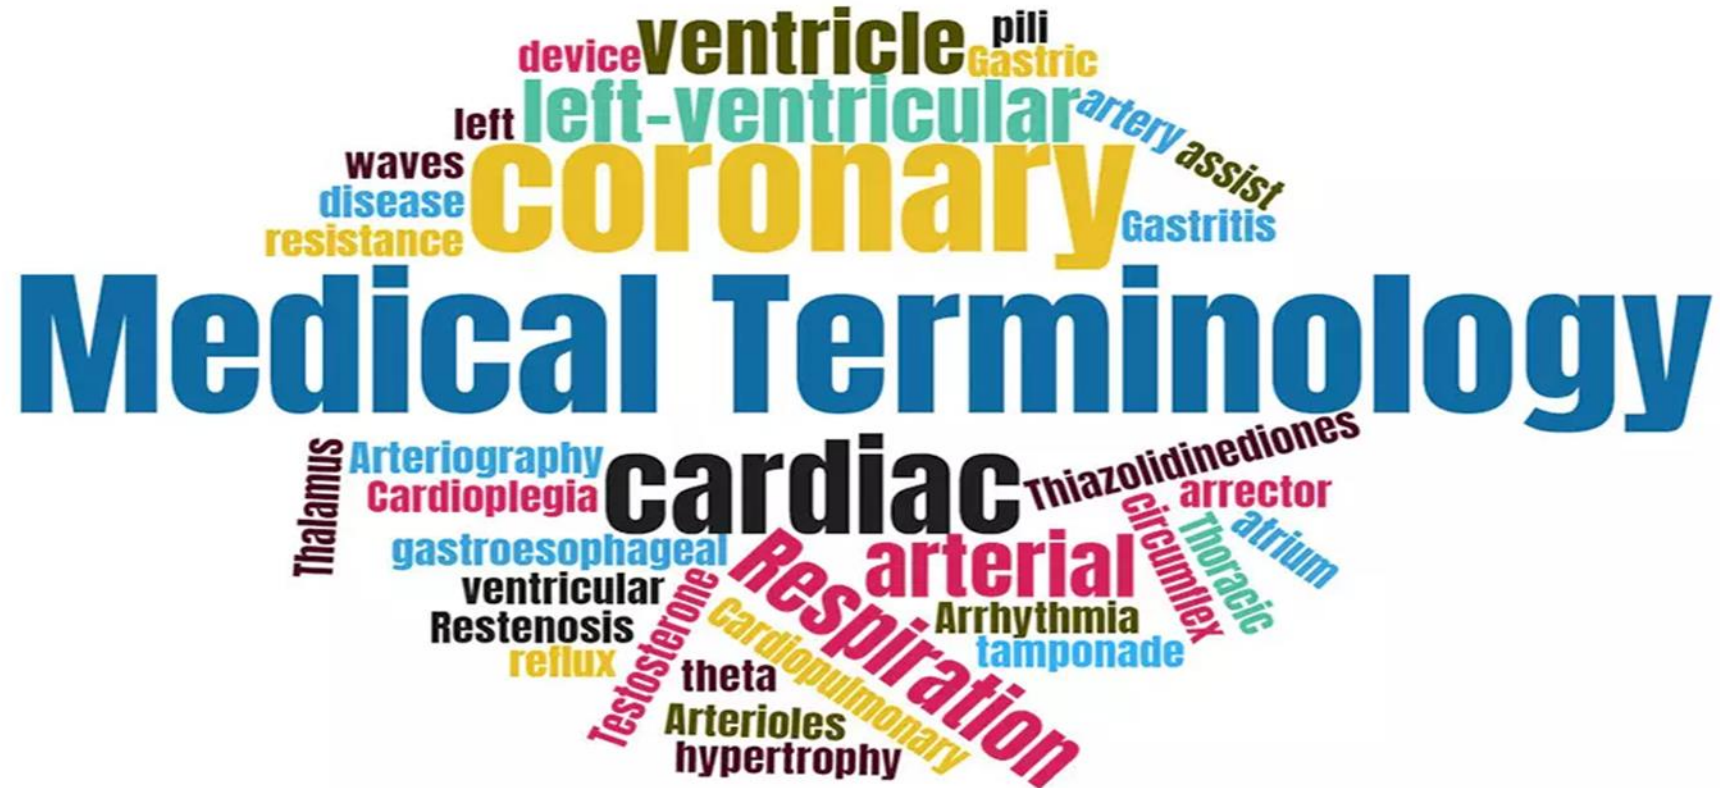 device ventricle pili
Gastric
left left-ventricular artery assist
waves
disease coronary Gastritis
resistance
Medical Terminology
Thalamus Arteriography cardiac Thiazolidinediones
Cardioplegia arrector
circumflex Thoracic atrium
gastroesophageal Respiration arterial
ventricular
Restenosis Testosterone Cardiopulmonary Arrhythmia
reflux tamponade
theta
Arterioles
hypertrophy